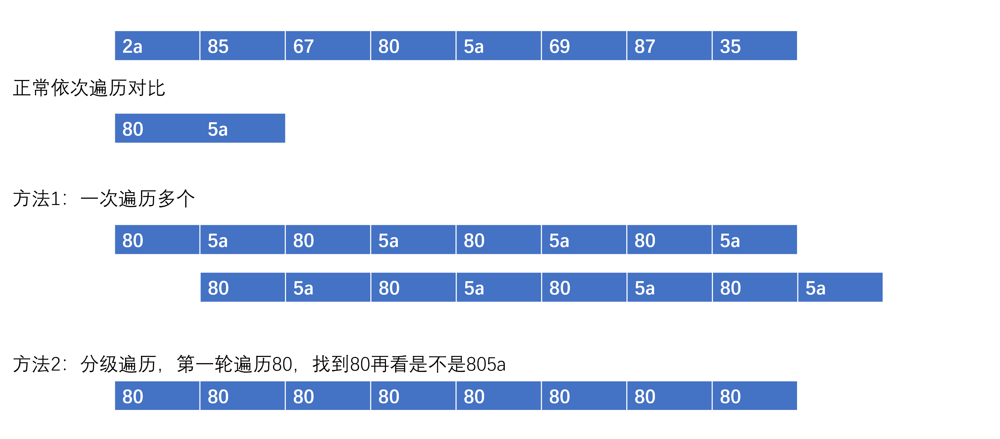 2a 85 67 80 5a 69 87 35
正常依次遍历对比
80 5a
方法1：一次遍历多个
80 5a 80 5a 80 5a 80 5a
80 5a 80 5a 80 5a 80 5a
方法2：分级遍历，第一轮遍历80，找到80再看是不是805a
80 80 80 80 80 80 80 80